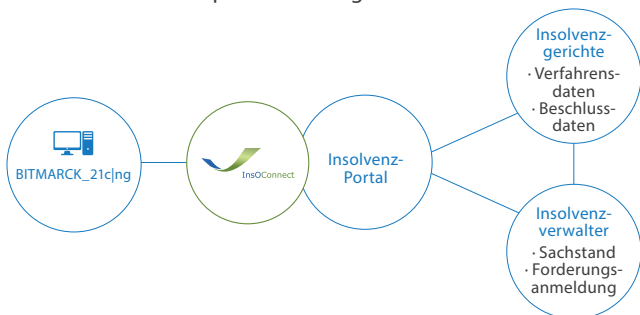 BITMARCK_21c|ng
InsOConnect
Insolvenz-
Portal
Insolvenz-
gerichte
· Verfahrens-
daten
· Beschluss-
daten
Insolvenz-
verwalter
· Sachstand
· Forderungs-
anmeldung